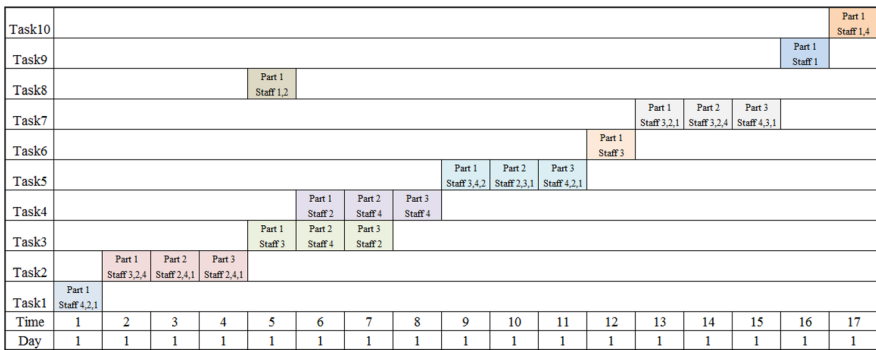 Task10 Part 1 Staff 1,4
Task9 Part 1 Staff 1
Task8 Part 1 Staff 1,2
Task7 Part 1 Staff 3,2,1 Part 2 Staff 3,2,4 Part 3 Staff 4,3,1
Task6 Part 1 Staff 3
Task5 Part 1 Staff 3,4,2 Part 2 Staff 2,3,1 Part 3 Staff 4,2,1
Task4 Part 1 Staff 2 Part 2 Staff 4 Part 3 Staff 4
Task3 Part 1 Staff 3 Part 2 Staff 4 Part 3 Staff 2
Task2 Part 1 Staff 3,2,4 Part 2 Staff 2,4,1 Part 3 Staff 2,4,1
Task1 Part 1 Staff 4,2,1
Time 1 2 3 4 5 6 7 8 9 10 11 12 13 14 15 16 17
Day 1 1 1 1 1 1 1 1 1 1 1 1 1 1 1 1 1